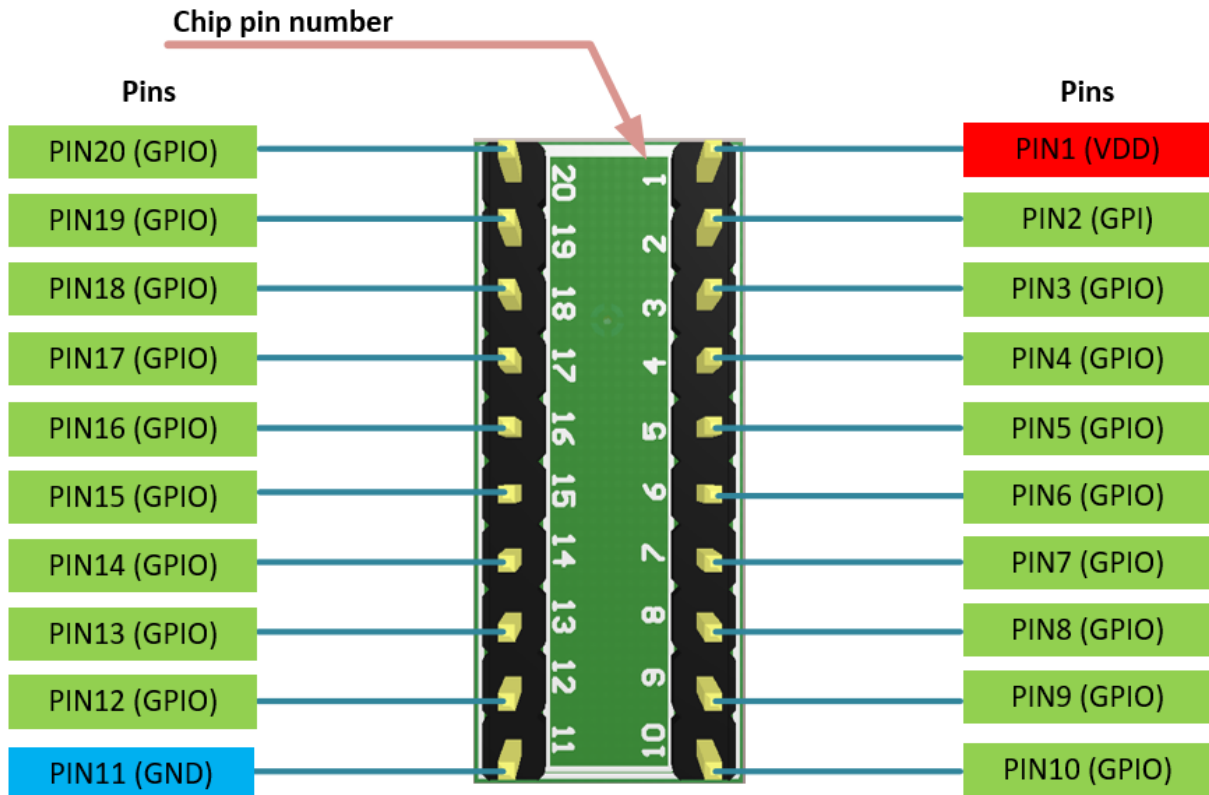 Chip pin number
Pins
Pins
PIN20 (GPIO)
PIN1 (VDD)
PIN19 (GPIO)
PIN2 (GPI)
PIN18 (GPIO)
PIN3 (GPIO)
PIN17 (GPIO)
PIN4 (GPIO)
PIN16 (GPIO)
PIN5 (GPIO)
PIN15 (GPIO)
PIN6 (GPIO)
PIN14 (GPIO)
PIN7 (GPIO)
PIN13 (GPIO)
PIN8 (GPIO)
PIN12 (GPIO)
PIN9 (GPIO)
PIN11 (GND)
PIN10 (GPIO)
20
19
18
17
16
15
14
13
12
11
1
2
3
4
5
6
7
8
9
10